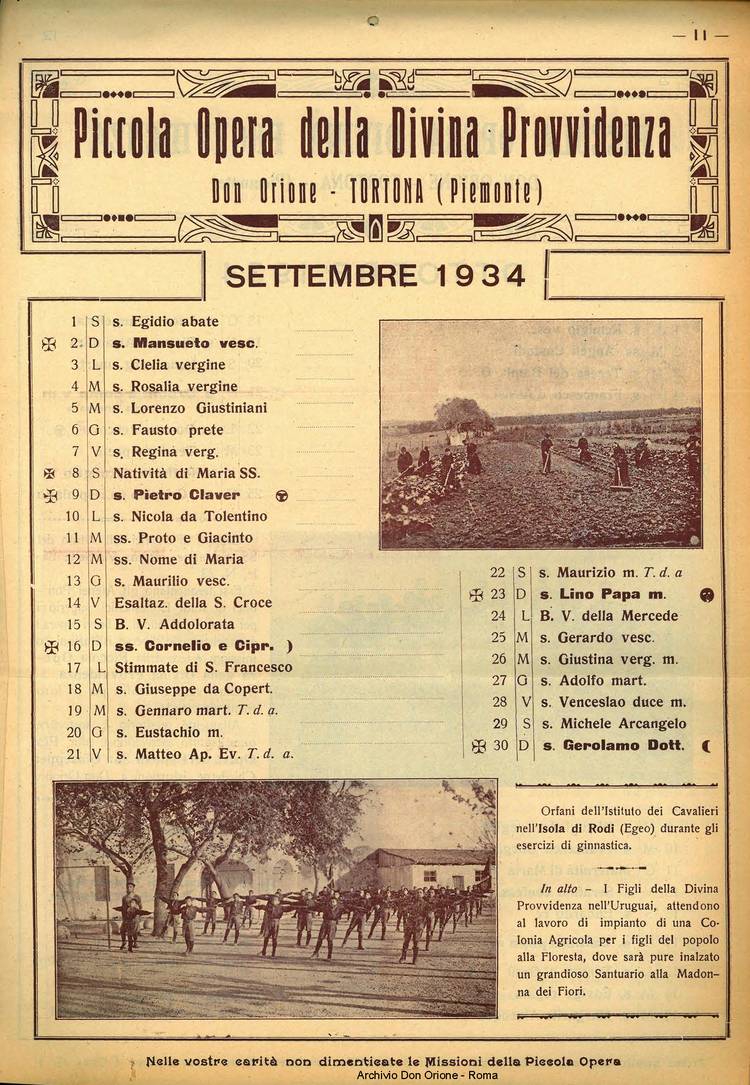 — 11 —
Piccola Opera della Divina Provvidenza
Don Orione - TORTONA (Piemonte)
SETTEMBRE 1934
1 S s. Egidio abate
✠ 2 D s. Mansueto vesc.
3 L s. Clelia vergine
4 M s. Rosalia vergine
5 M s. Lorenzo Giustiniani
6 G s. Fausto prete
7 V s. Regina verg.
✠ 8 S Natività di Maria SS.
✠ 9 D s. Pietro Claver
10 L s. Nicola da Tolentino
11 M ss. Proto e Giacinto
12 M ss. Nome di Maria
13 G s. Maurilio vesc.
14 V Esaltaz. della S. Croce
15 S B. V. Addolorata
✠ 16 D ss. Cornelio e Cipr. )
17 L Stimmate di S. Francesco
18 M s. Giuseppe da Copert.
19 M s. Gennaro mart. T. d. a.
20 G s. Eustachio m.
21 V s. Matteo Ap. Ev. T. d. a.
22 S s. Maurizio m. T. d. a
✠ 23 D s. Lino Papa m.
24 L B. V. della Mercede
25 M s. Gerardo vesc.
26 M s. Giustina verg. m.
27 G s. Adolfo mart.
28 V s. Venceslao duce m.
29 S s. Michele Arcangelo
✠ 30 D s. Gerolamo Dott. (
Orfani dell'Istituto dei Cavalieri
nell'Isola di Rodi (Egeo) durante gli
esercizi di ginnastica.
In alto – I Figli della Divina
Provvidenza nell'Uruguai, attendono
al lavoro di impianto di una Co-
lonia Agricola per i figli del popolo
alla Floresta, dove sarà pure inalzato
un grandioso Santuario alla Madon-
na dei Fiori.
Nelle vostre carità non dimenticate le Missioni della Piccola Opera
Archivio Don Orione - Roma